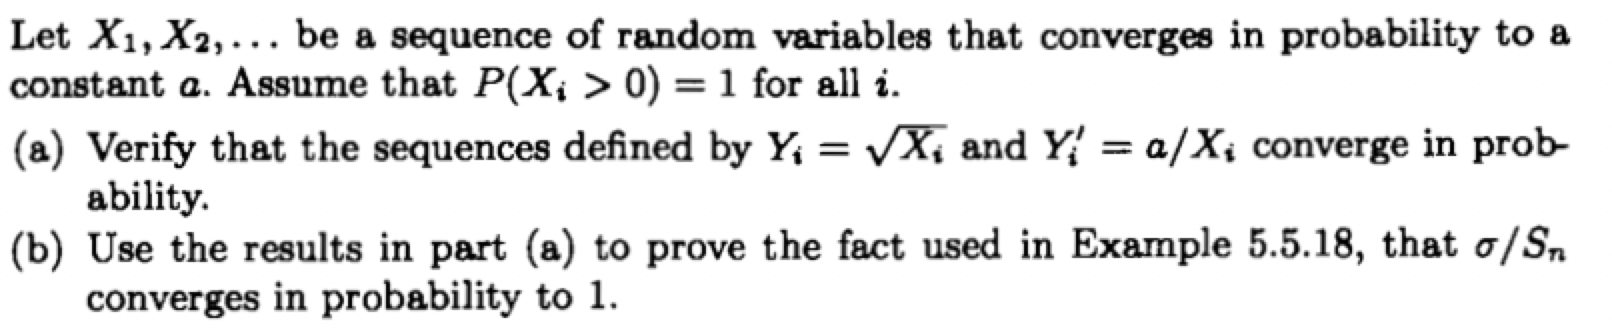 Let X₁, X₂, ... be a sequence of random variables that converges in probability to a
constant a. Assume that P(Xᵢ > 0) = 1 for all i.
(a) Verify that the sequences defined by Yᵢ = √Xᵢ and Yᵢ′ = a/Xᵢ converge in prob-
ability.
(b) Use the results in part (a) to prove the fact used in Example 5.5.18, that σ/Sₙ
converges in probability to 1.